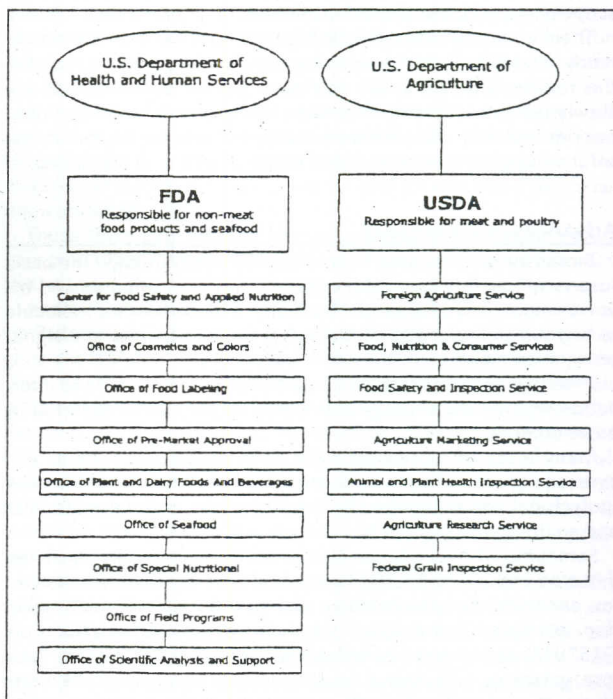 U.S. Department of
Health and Human Services
FDA
Responsible for non-meat
food products and seafood
Center for Food Safety and Applied Nutrition
Office of Cosmetics and Colors
Office of Food Labeling
Office of Pre-Market Approval
Office of Plant and Dairy Foods And Beverages
Office of Seafood
Office of Special Nutritional
Office of Field Programs
Office of Scientific Analysis and Support
U.S. Department of
Agriculture
USDA
Responsible for meat and poultry
Foreign Agriculture Service
Food, Nutrition & Consumer Services
Food Safety and Inspection Service
Agriculture Marketing Service
Animal and Plant Health Inspection Service
Agriculture Research Service
Federal Grain Inspection Service